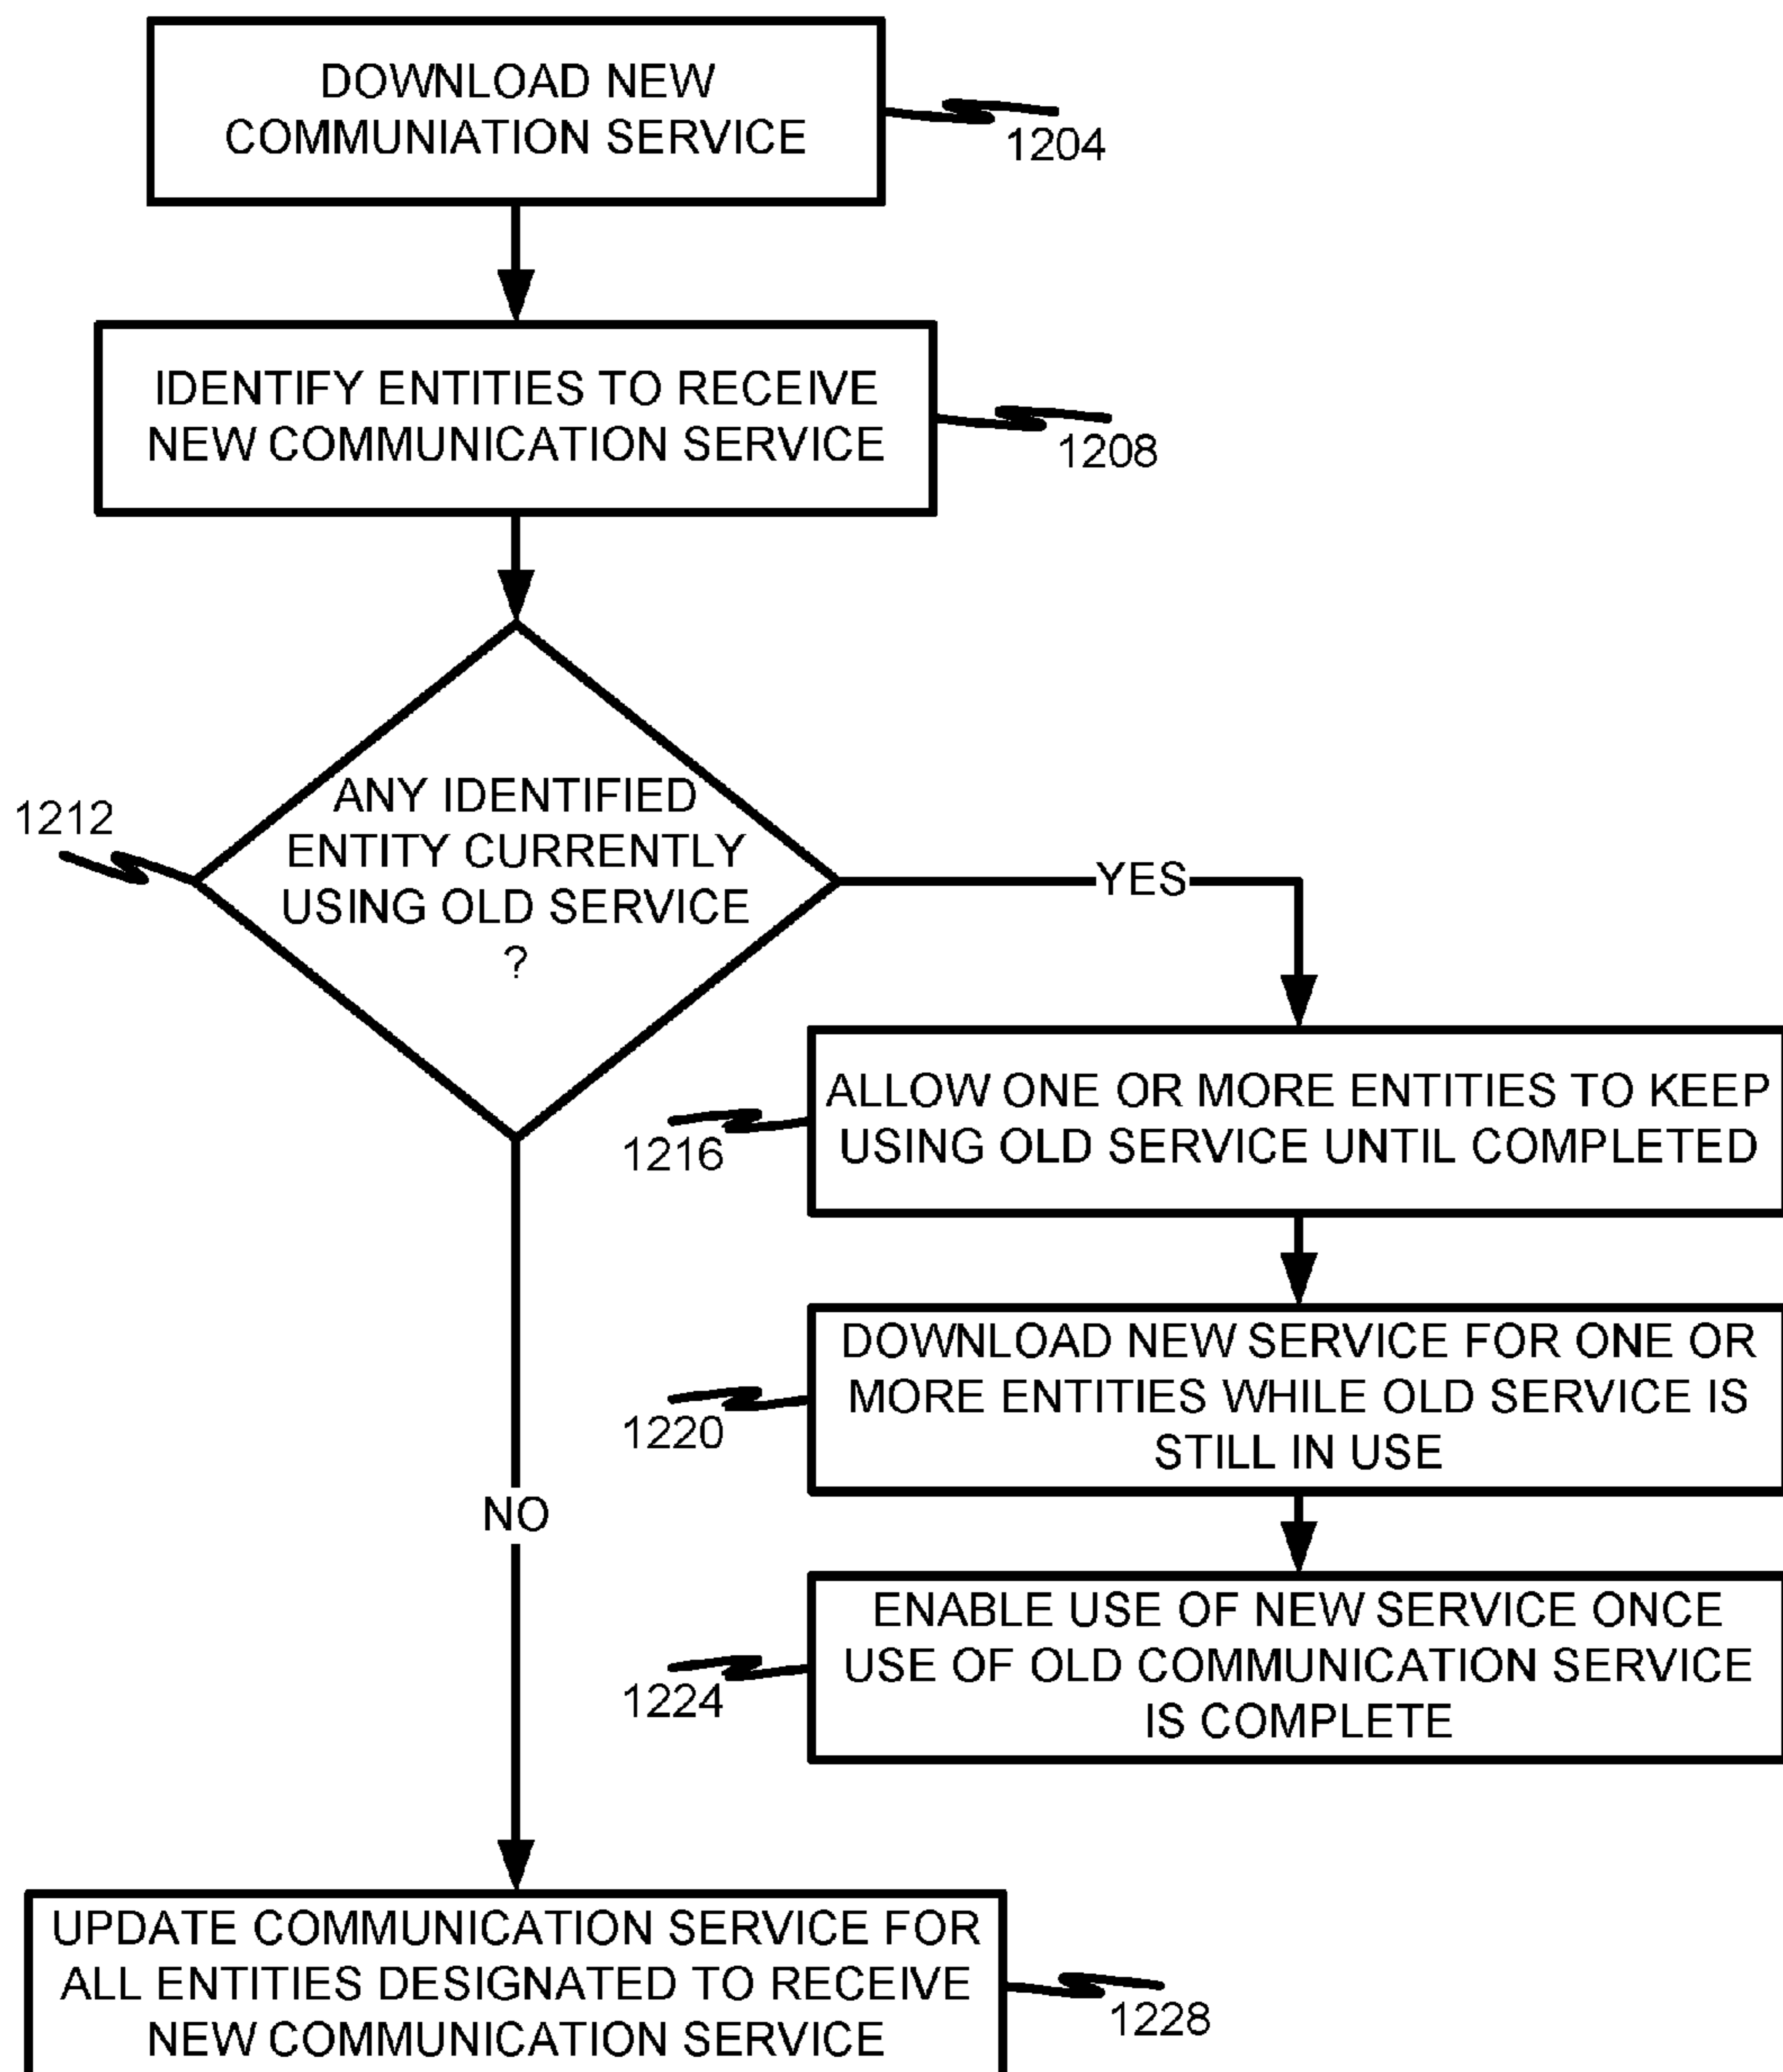 DOWNLOAD NEW
COMMUNIATION SERVICE
1204
IDENTIFY ENTITIES TO RECEIVE
NEW COMMUNICATION SERVICE
1208
1212
ANY IDENTIFIED
ENTITY CURRENTLY
USING OLD SERVICE
?
YES
ALLOW ONE OR MORE ENTITIES TO KEEP
USING OLD SERVICE UNTIL COMPLETED
1216
DOWNLOAD NEW SERVICE FOR ONE OR
MORE ENTITIES WHILE OLD SERVICE IS
STILL IN USE
1220
NO
ENABLE USE OF NEW SERVICE ONCE
USE OF OLD COMMUNICATION SERVICE
IS COMPLETE
1224
UPDATE COMMUNICATION SERVICE FOR
ALL ENTITIES DESIGNATED TO RECEIVE
NEW COMMUNICATION SERVICE
1228